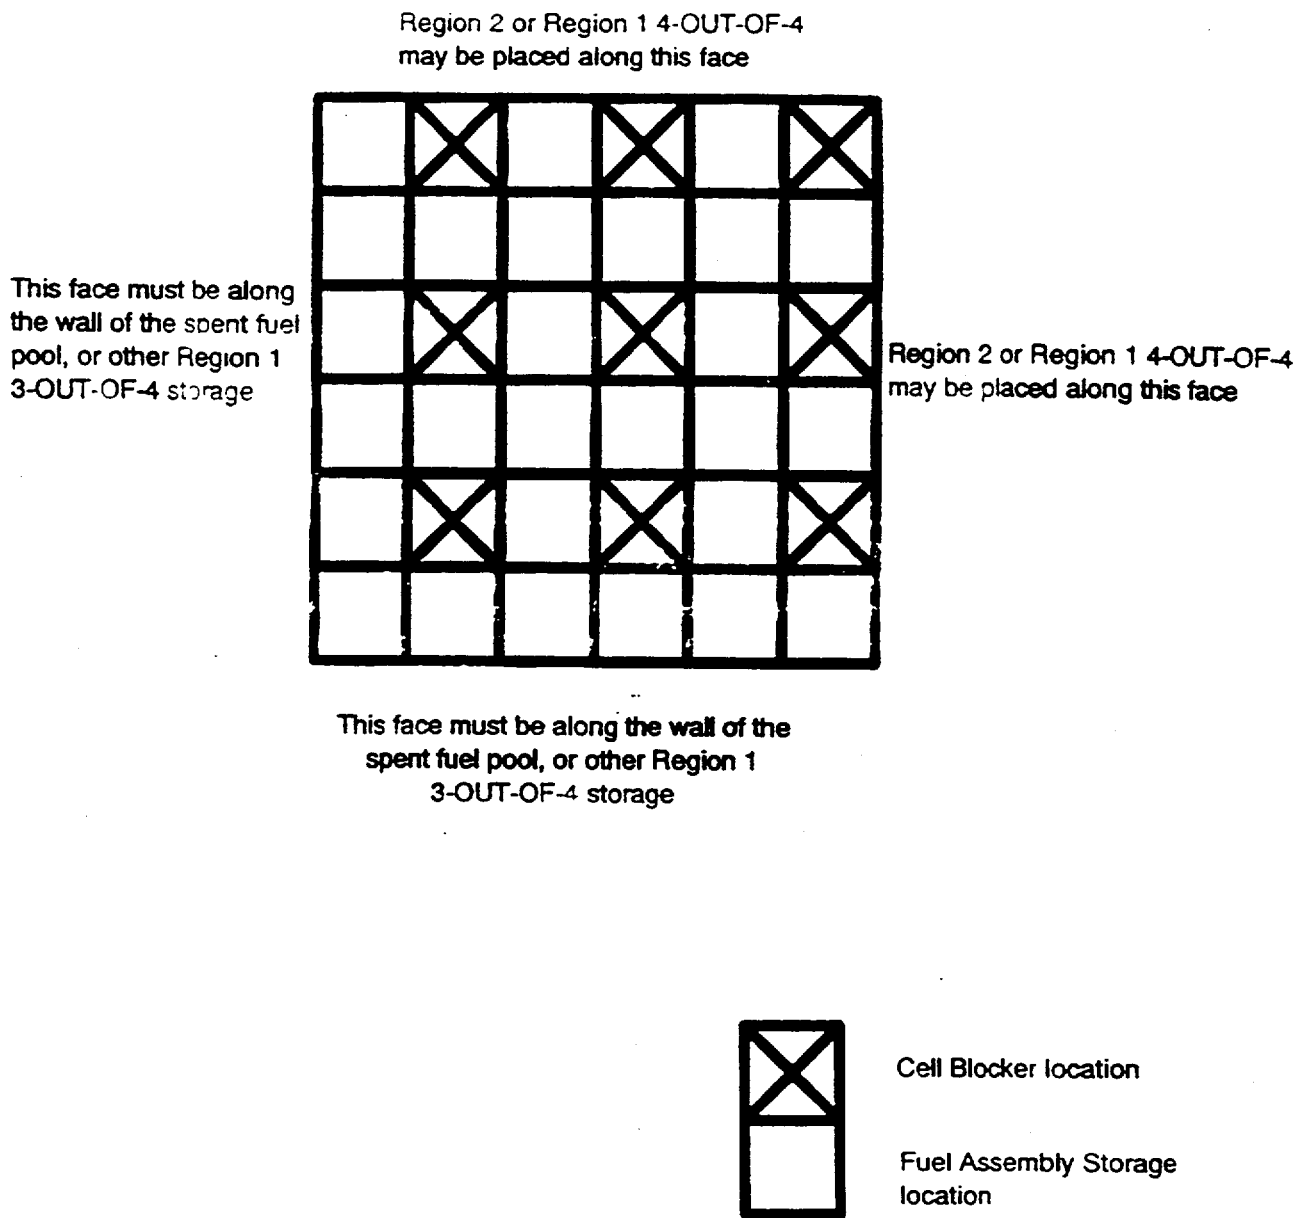 Region 2 or Region 1 4-OUT-OF-4
may be placed along this face
This face must be along
the wall of the spent fuel
pool, or other Region 1
3-OUT-OF-4 storage
Region 2 or Region 1 4-OUT-OF-4
may be placed along this face
This face must be along the wall of the
spent fuel pool, or other Region 1
3-OUT-OF-4 storage
Cell Blocker location
Fuel Assembly Storage
location